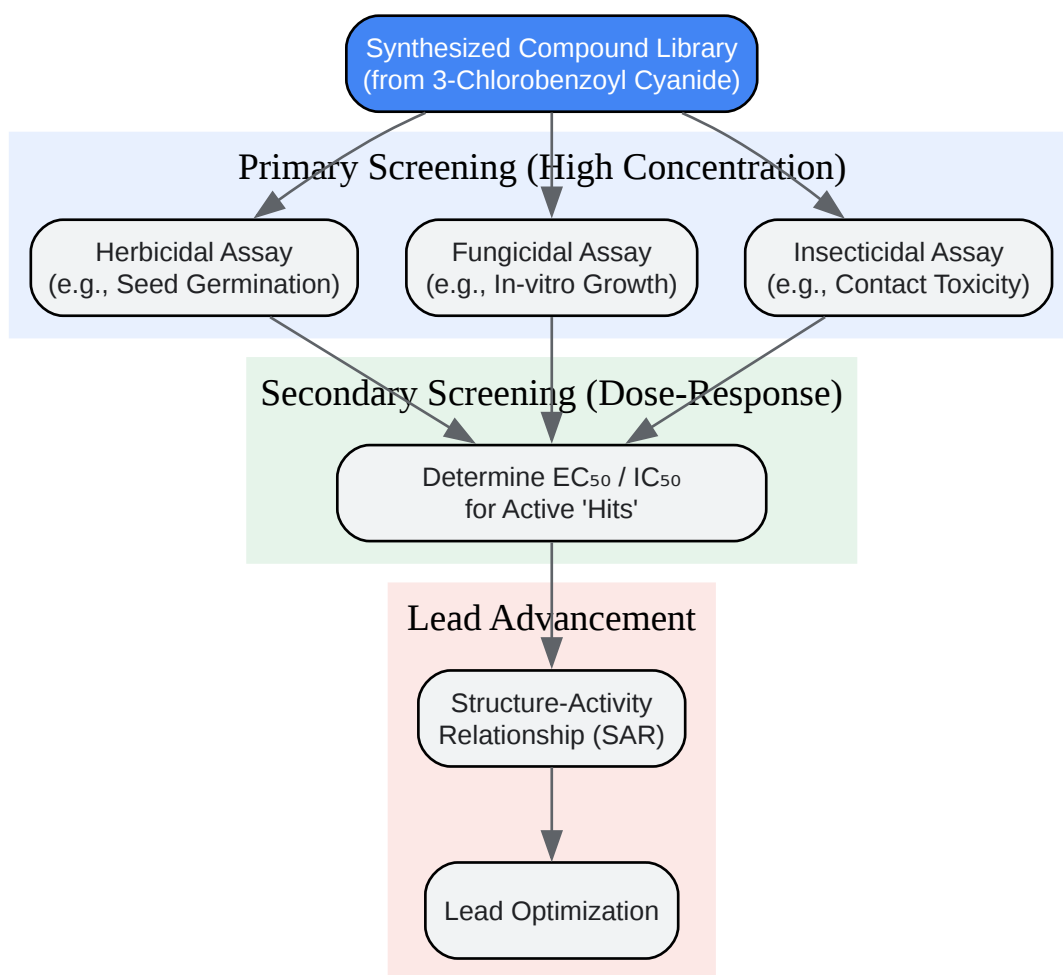 Synthesized Compound Library
(from 3-Chlorobenzoyl Cyanide)
Primary Screening (High Concentration)
Herbicidal Assay
(e.g., Seed Germination)
Fungicidal Assay
(e.g., In-vitro Growth)
Insecticidal Assay
(e.g., Contact Toxicity)
Secondary Screening (Dose-Response)
Determine EC₅₀ / IC₅₀
for Active 'Hits'
Lead Advancement
Structure-Activity
Relationship (SAR)
Lead Optimization